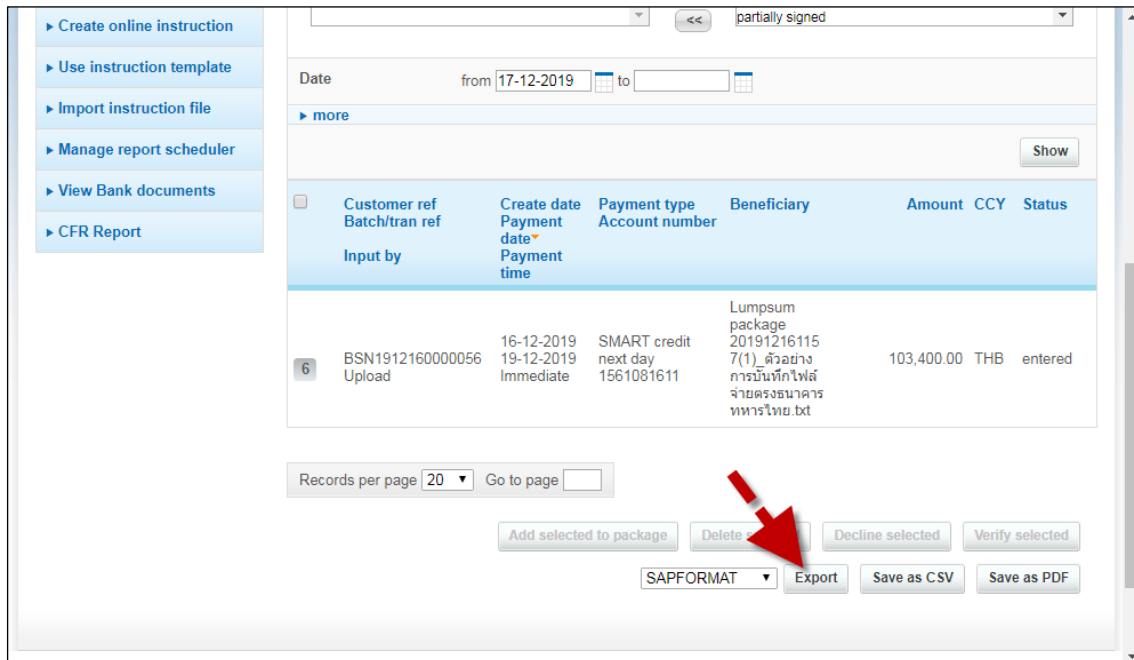 Create online instruction
Use instruction template
Import instruction file
Manage report scheduler
View Bank documents
CFR Report
<<
partially signed
Date from 17-12-2019 to
more
Show
Customer ref
Batch/tran ref
Input by
Create date
Payment
date
Payment
time
Payment type
Account number
Beneficiary
Amount
CCY
Status
6
BSN1912160000056
Upload
16-12-2019
19-12-2019
Immediate
SMART credit
next day
1561081611
Lumpsum
package
20191216115
7(1)_ตัวอย่าง
การบันทึกไฟล์
จ่ายตรงธนาคาร
ทหารไทย.txt
103,400.00
THB
entered
Records per page 20 Go to page
Add selected to package
Delete s
Decline selected
Verify selected
SAPFORMAT
Export
Save as CSV
Save as PDF